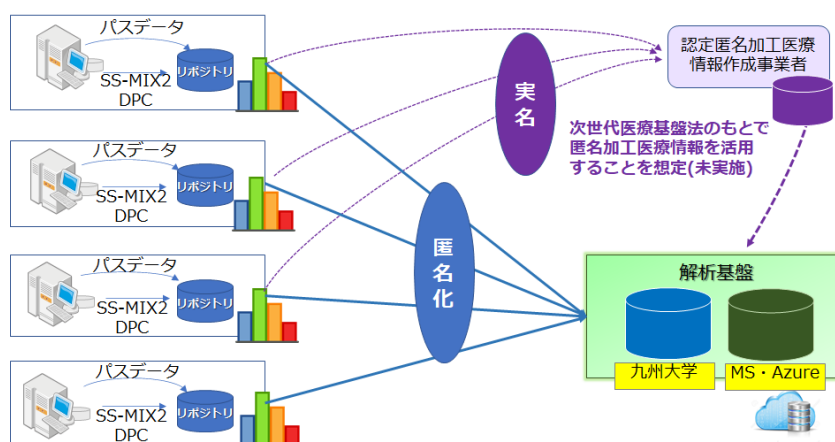 パスデータ
リポジトリ
SS-MIX2
DPC
パスデータ
リポジトリ
SS-MIX2
DPC
パスデータ
リポジトリ
SS-MIX2
DPC
パスデータ
リポジトリ
SS-MIX2
DPC
匿名化
実名
認定匿名加工医療
情報作成事業者
次世代医療基盤法のもとで
匿名加工医療情報を活用
することを想定(未実施)
解析基盤
九州大学
MS・Azure